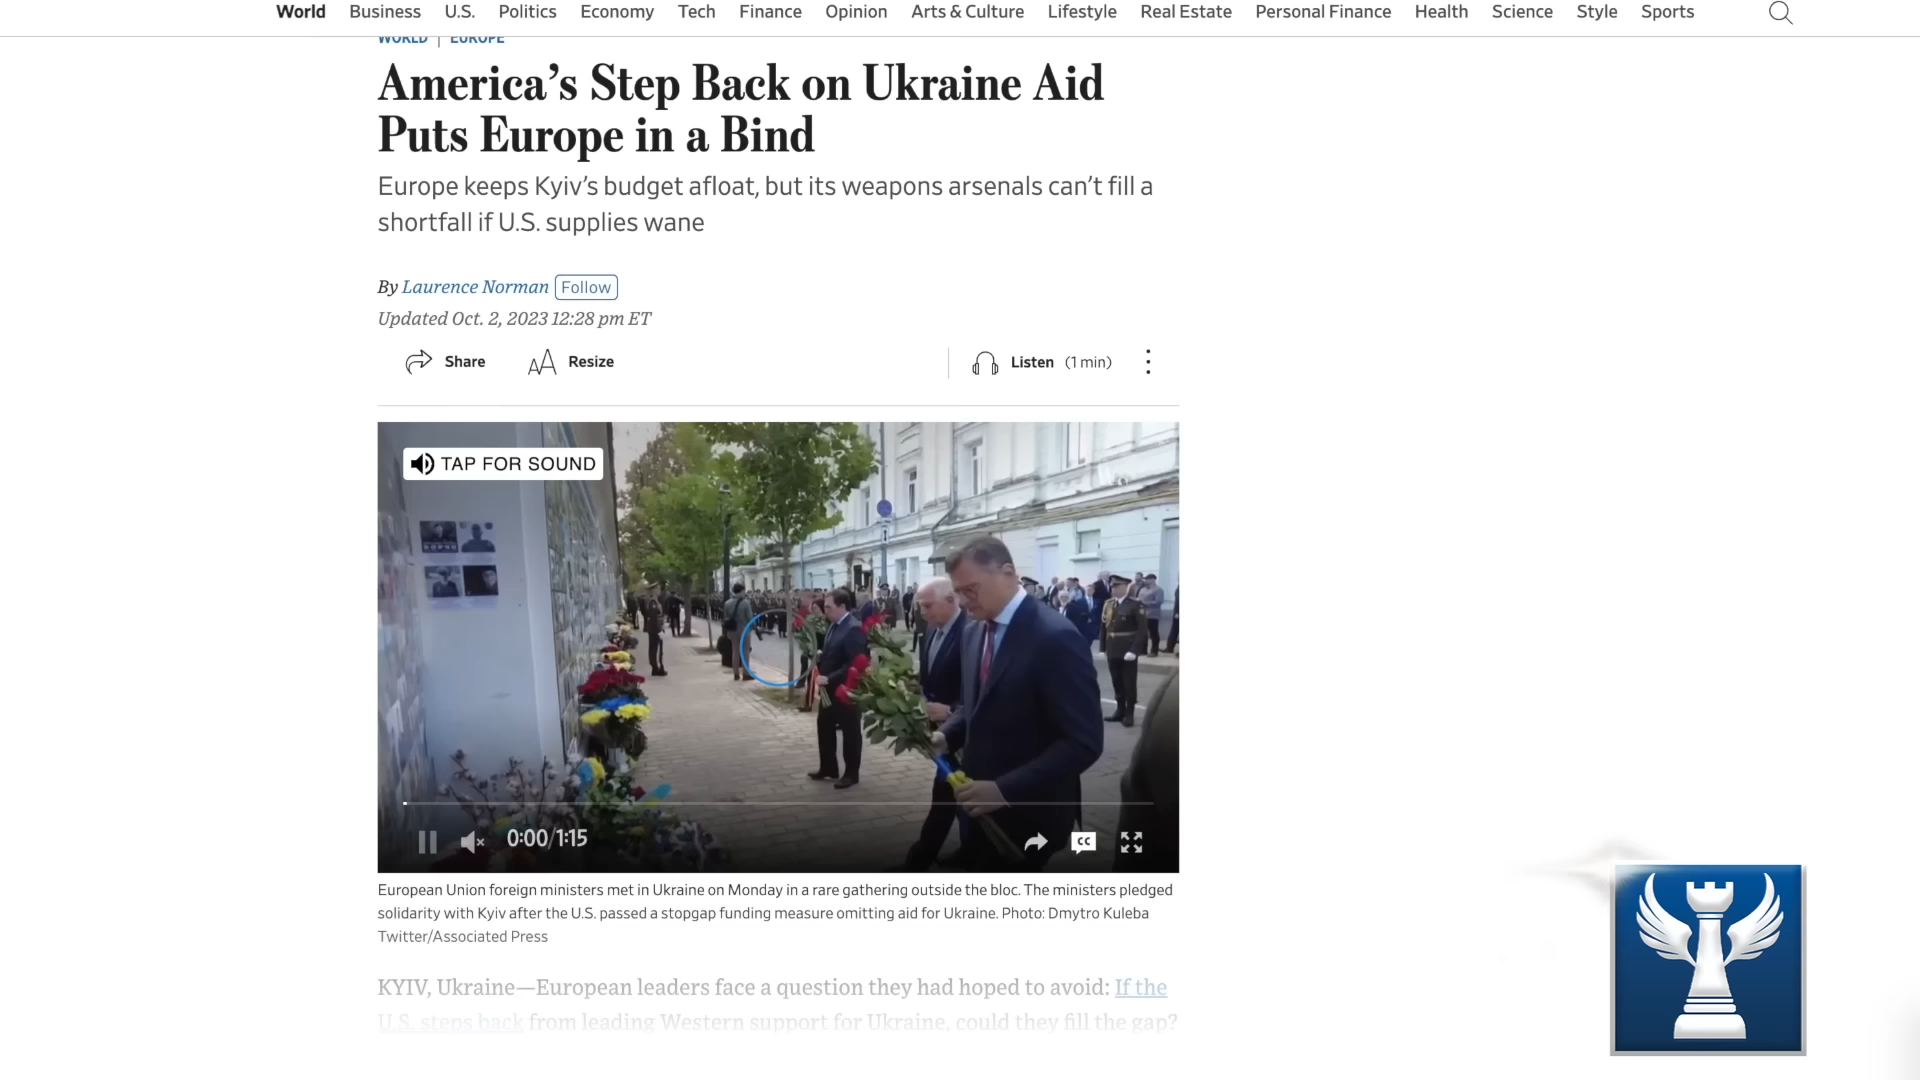 World Business U.S. Politics Economy Tech Finance Opinion Arts & Culture Lifestyle Real Estate Personal Finance Health Science Style Sports
WORLD | EUROPE
America’s Step Back on Ukraine Aid
Puts Europe in a Bind
Europe keeps Kyiv’s budget afloat, but its weapons arsenals can’t fill a
shortfall if U.S. supplies wane
By Laurence Norman Follow
Updated Oct. 2, 2023 12:28 pm ET
Share AA Resize Listen (1 min)
TAP FOR SOUND
0:00/1:15 CC
European Union foreign ministers met in Ukraine on Monday in a rare gathering outside the bloc. The ministers pledged
solidarity with Kyiv after the U.S. passed a stopgap funding measure omitting aid for Ukraine. Photo: Dmytro Kuleba
Twitter/Associated Press
KYIV, Ukraine—European leaders face a question they had hoped to avoid: If the
U.S. steps back from leading Western support for Ukraine, could they fill the gap?